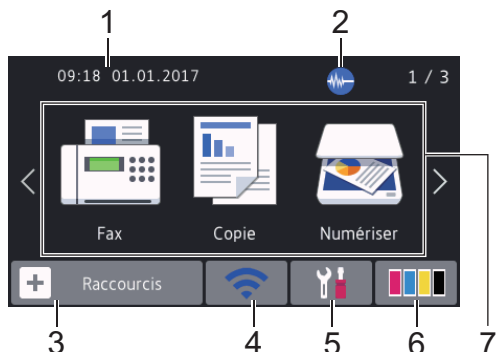 1 2
09:18 01.01.2017 1 / 3
Fax Copie Numériser
Raccourcis
3 4 5 6 7